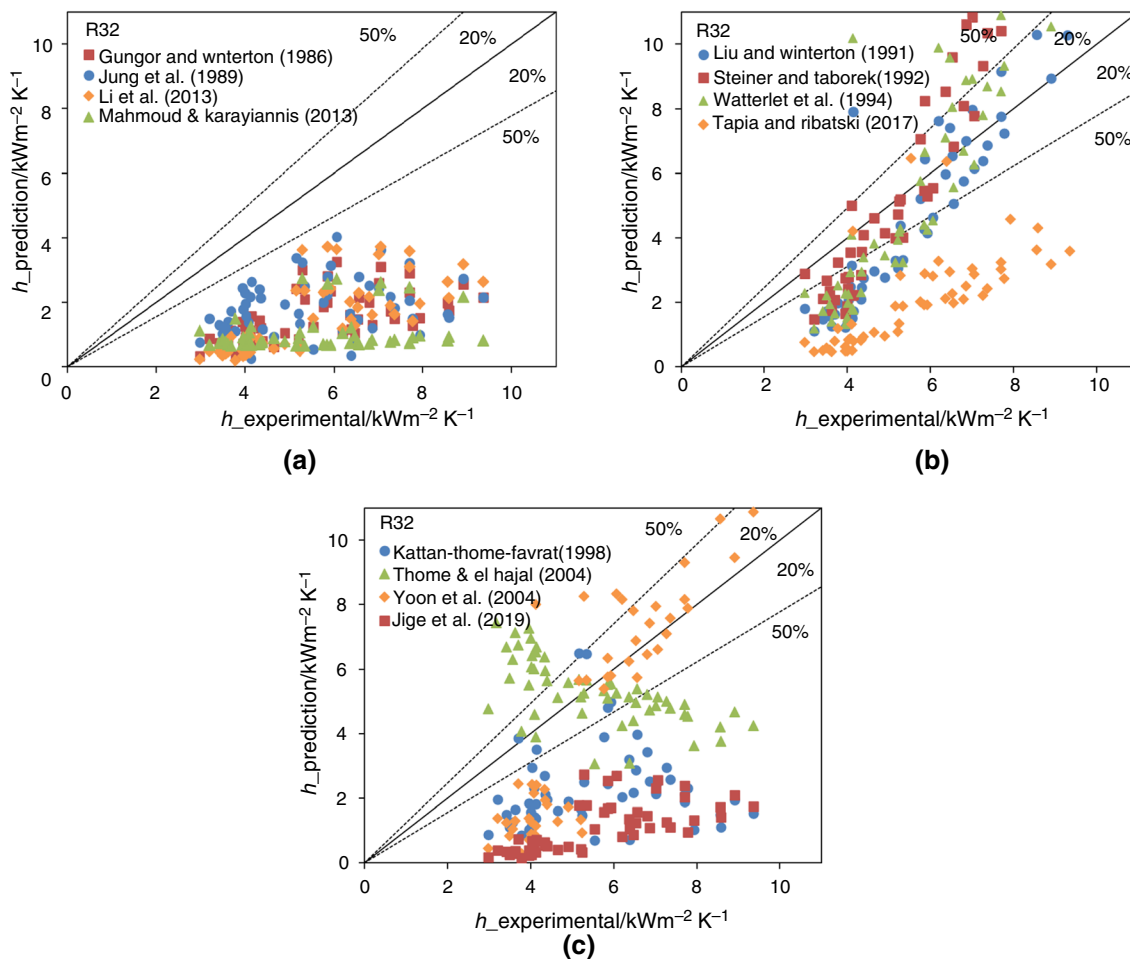 R32
Gungor and wnterton (1986)
Jung et al. (1989)
Li et al. (2013)
Mahmoud & karayiannis (2013)
50%
20%
20%
50%
10
8
6
4
2
0
0 2 4 6 8 10
h_prediction/kWm–2 K–1
h_experimental/kWm–2 K–1
(a)
R32
Liu and winterton (1991)
Steiner and taborek(1992)
Watterlet et al. (1994)
Tapia and ribatski (2017)
50%
20%
20%
50%
10
8
6
4
2
0
0 2 4 6 8 10
h_prediction/kWm–2 K–1
h_experimental/kWm–2 K–1
(b)
R32
Kattan-thome-favrat(1998)
Thome & el hajal (2004)
Yoon et al. (2004)
Jige et al. (2019)
50%
20%
20%
50%
10
8
6
4
2
0
0 2 4 6 8 10
h_prediction/kWm–2 K–1
h_experimental/kWm–2 K–1
(c)